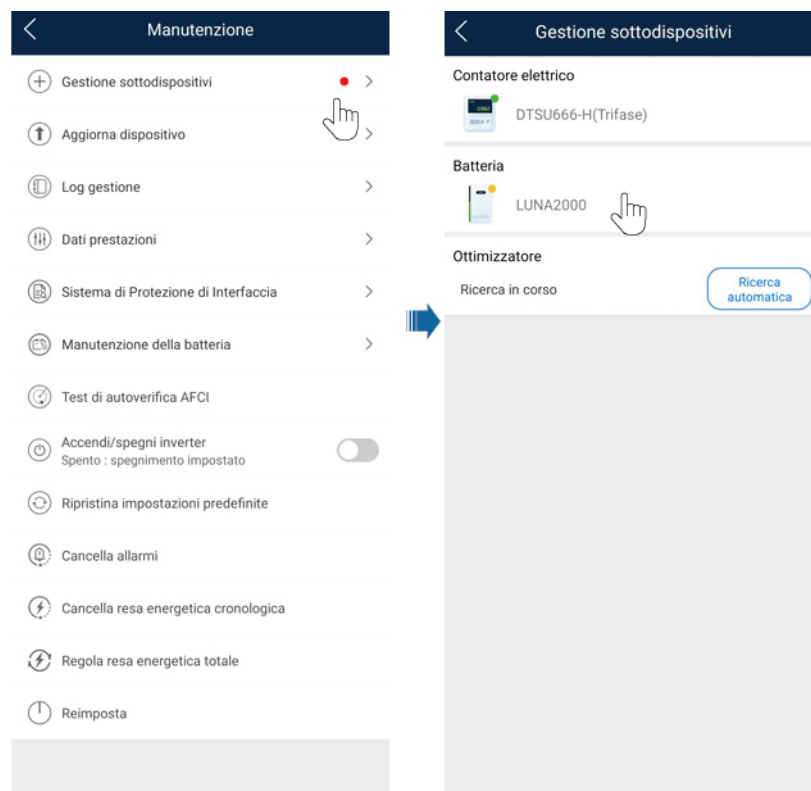 Manutenzione
Gestione sottodispositivi
Aggiorna dispositivo
Log gestione
Dati prestazioni
Sistema di Protezione di Interfaccia
Manutenzione della batteria
Test di autoverifica AFCI
Accendi/spegni inverter
Spento : spegnimento impostato
Ripristina impostazioni predefinite
Cancella allarmi
Cancella resa energetica cronologica
Regola resa energetica totale
Reimposta
Gestione sottodispositivi
Contatore elettrico
DTSU666-H(Trifase)
Batteria
LUNA2000
Ottimizzatore
Ricerca in corso
Ricerca
automatica